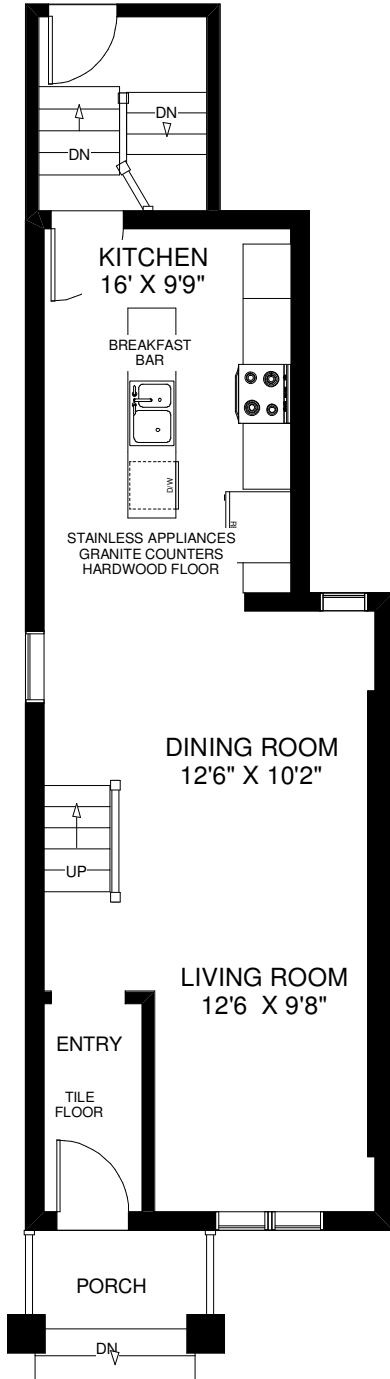 DN
DN
KITCHEN
16' X 9'9"
BREAKFAST
BAR
D/W
STAINLESS APPLIANCES
GRANITE COUNTERS
HARDWOOD FLOOR
DINING ROOM
12'6" X 10'2"
UP
LIVING ROOM
12'6 X 9'8"
ENTRY
TILE
FLOOR
PORCH
DN